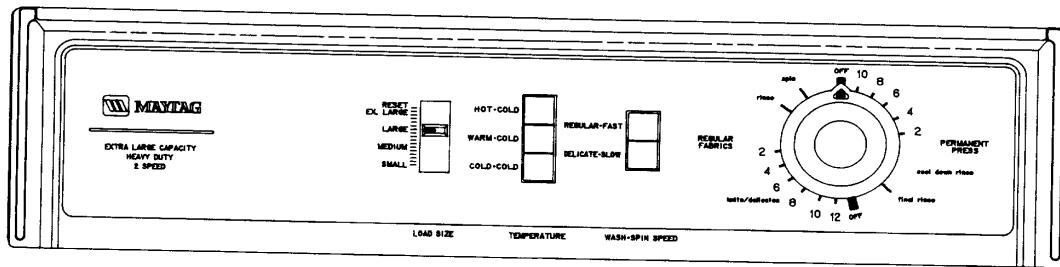 MAYTAG
EXTRA LARGE CAPACITY
HEAVY DUTY
2 SPEED
RESET
EX. LARGE
LARGE
MEDIUM
SMALL
LOAD SIZE
HOT-COLD
WARM-COLD
COLD-COLD
TEMPERATURE
REGULAR-FAST
DELICATE-SLOW
WASH-SPIN SPEED
REGULAR
FABRICS
rinse
spin
OFF
10
8
6
4
2
PERMANENT
PRESS
cool down rinse
final rinse
OFF
12
10
8
6
4
2
knits/delicates